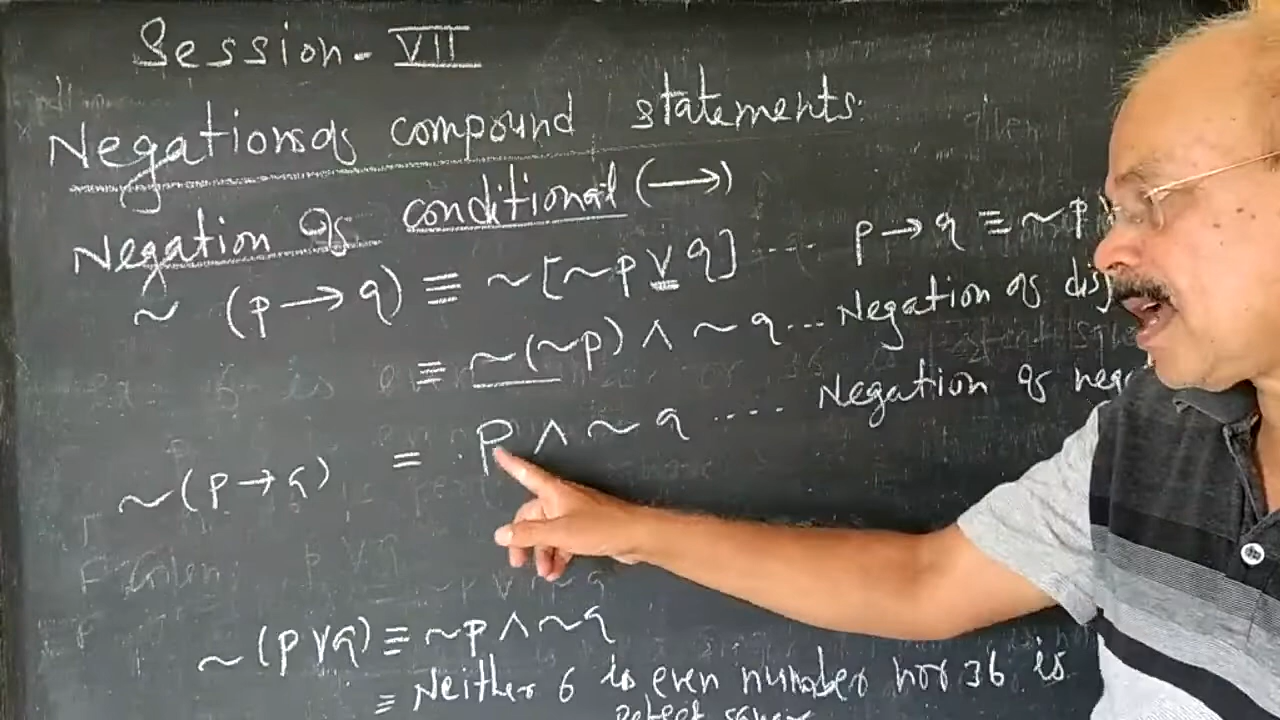 Session - VII
Negations of compound statements:
Negation of conditional (→)
~ (p → q) ≡ ~[~p ∨ q] .... p → q ≡ ~p
≡ ~(~p) ∧ ~q ... Negation of dis
≡ p ∧ ~q .... Negation of neg
~(p → q)
~(p ∨ q) ≡ ~p ∧ ~q
≡ Neither 6 is even number nor 36 is